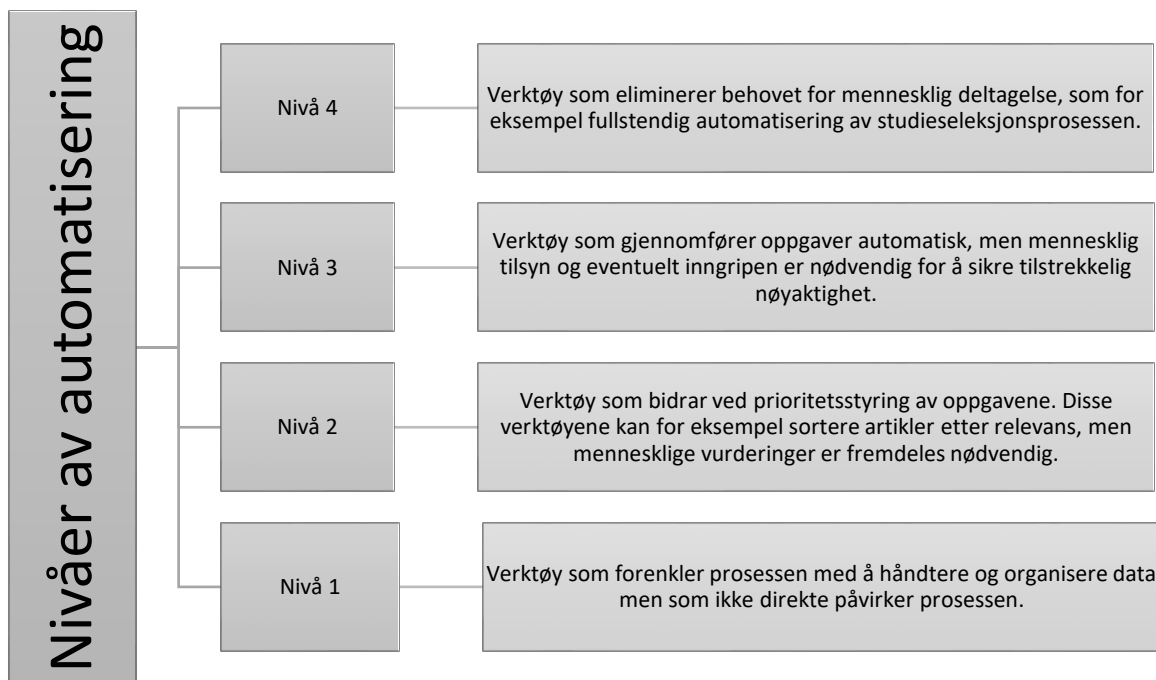 Nivåer av automatisering
Nivå 4
Verktøy som eliminerer behovet for mennesklig deltagelse, som for
eksempel fullstendig automatisering av studieseleksjonsprosessen.
Nivå 3
Verktøy som gjennomfører oppgaver automatisk, men mennesklig
tilsyn og eventuelt inngripen er nødvendig for å sikre tilstrekkelig
nøyaktighet.
Nivå 2
Verktøy som bidrar ved prioritetsstyring av oppgavene. Disse
verktøyene kan for eksempel sortere artikler etter relevans, men
mennesklige vurderinger er fremdeles nødvendig.
Nivå 1
Verktøy som forenkler prosessen med å håndtere og organisere data
men som ikke direkte påvirker prosessen.